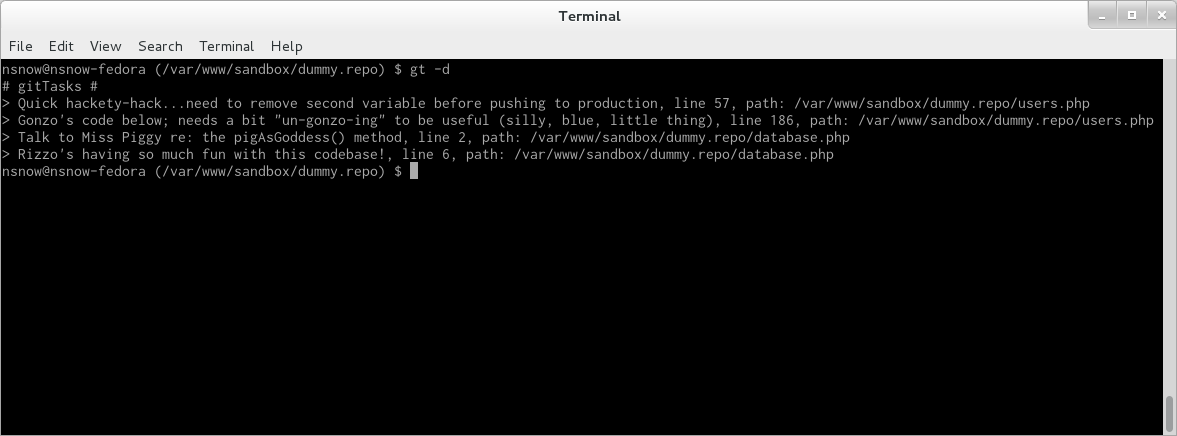 Terminal
File Edit View Search Terminal Help
nsnow@nsnow-fedora (/var/www/sandbox/dummy.repo) $ gt -d
# gitTasks #
> Quick hackety-hack...need to remove second variable before pushing to production, line 57, path: /var/www/sandbox/dummy.repo/users.php
> Gonzo's code below; needs a bit "un-gonzo-ing" to be useful (silly, blue, little thing), line 186, path: /var/www/sandbox/dummy.repo/users.php
> Talk to Miss Piggy re: the pigAsGoddess() method, line 2, path: /var/www/sandbox/dummy.repo/database.php
> Rizzo's having so much fun with this codebase!, line 6, path: /var/www/sandbox/dummy.repo/database.php
nsnow@nsnow-fedora (/var/www/sandbox/dummy.repo) $